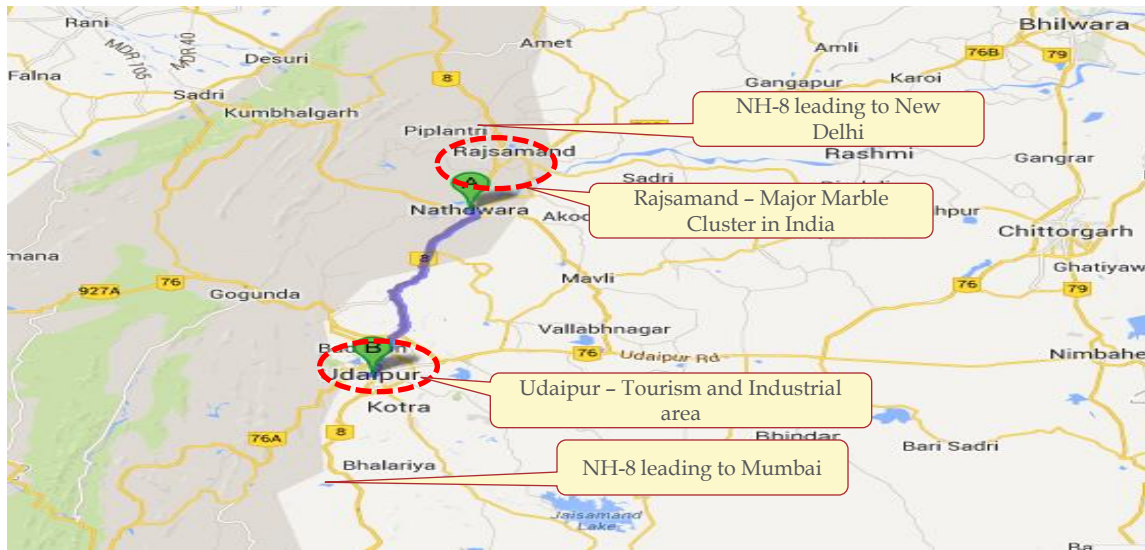 Rani
Bhilwara
Amet
MDR 105
MDR 40
Amli
76B
79
Desuri
Falna
8
Gangapur
Karoi
Sadri
NH-8 leading to New
Delhi
Kumbhalgarh
Piplantri
Rajsamand
Rashmi
Gangrar
Sadri
A
Rajsamand – Major Marble
Cluster in India
Nathdwara
Chittorgarh
8
mana
Mavli
Ghatiyaw
76
927A
Gogunda
76
79
Vallabhnagar
B
76
Udaipur Rd
Nimbahe
Udaipur
Udaipur – Tourism and Industrial
area
Kotra
76A
8
Bhindar
Bari Sadri
Bhalariya
NH-8 leading to Mumbai
Jaisamand
Lake
Ba